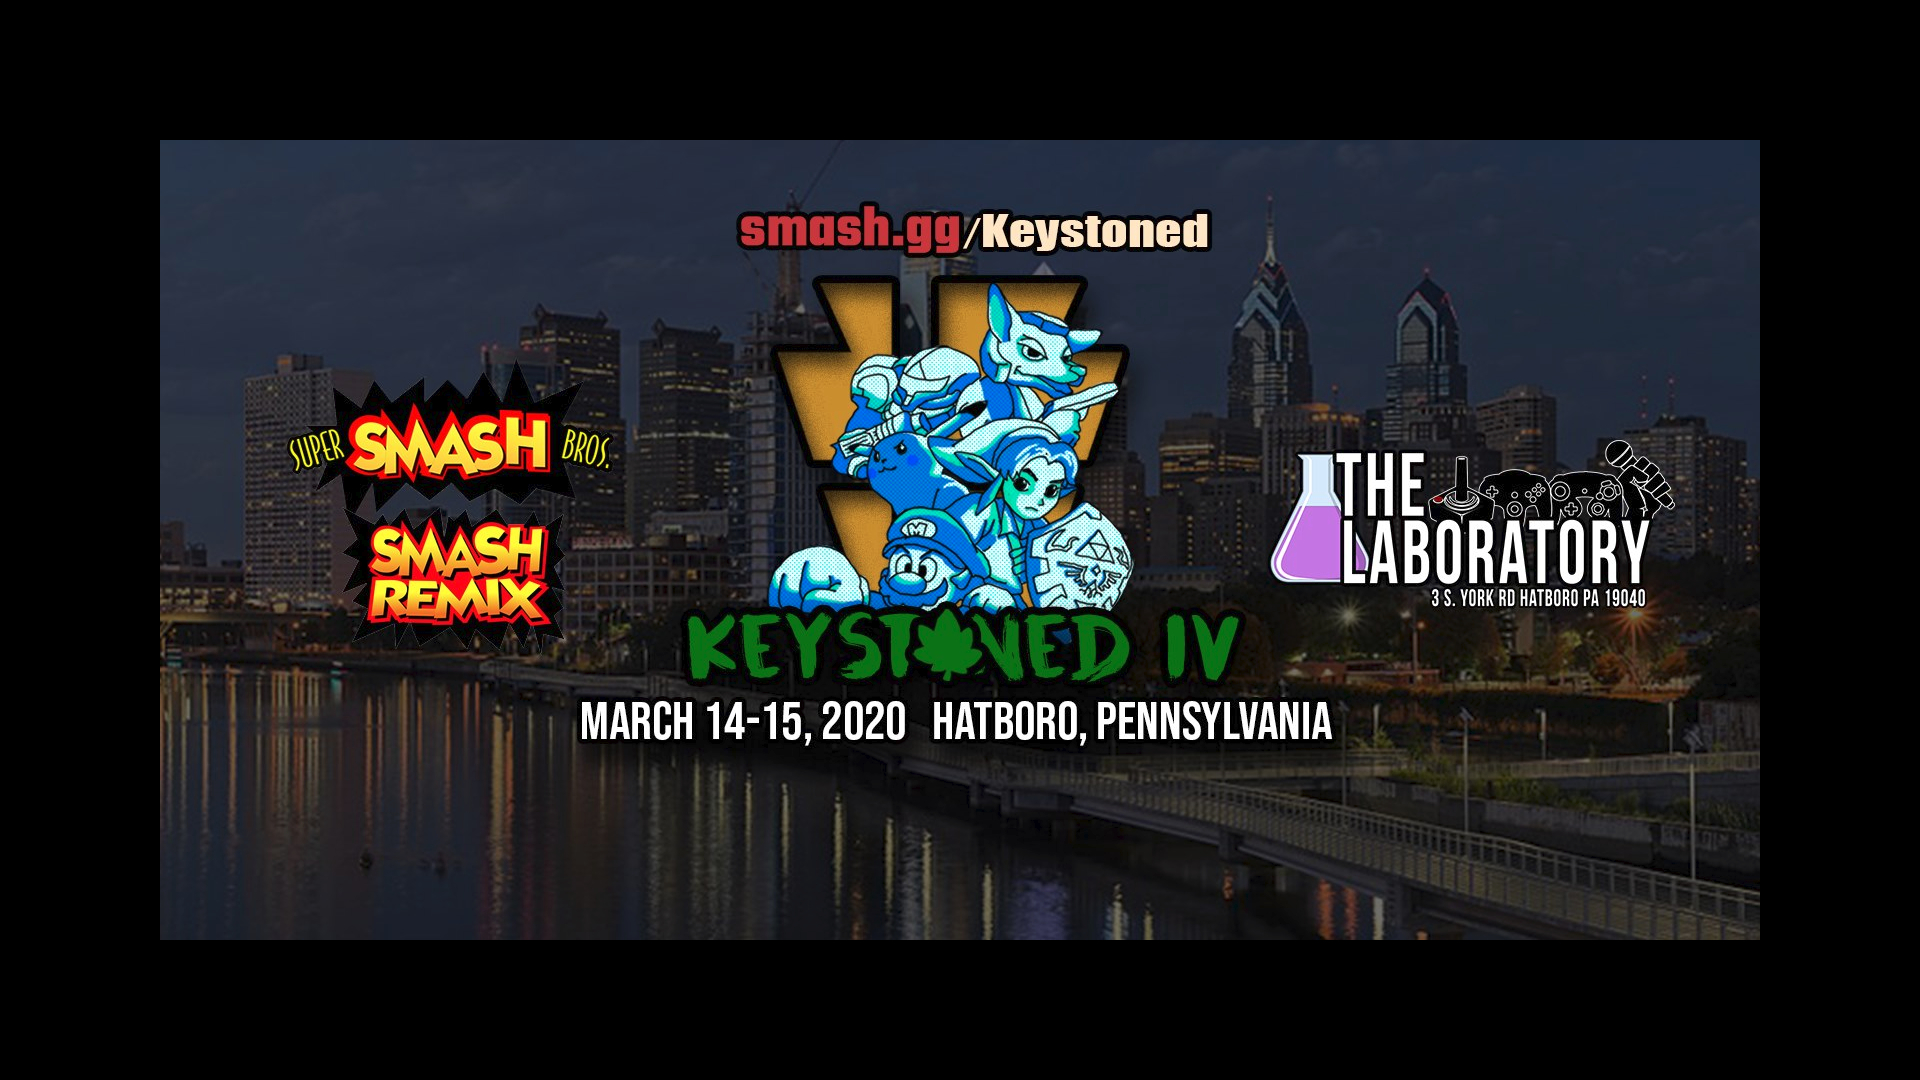 smash.gg/Keystoned
SUPER SMASH BROS.
SMASH
REMIX
M
THE
LABORATORY
3 S. YORK RD HATBORO PA 19040
KEYSTONED IV
MARCH 14-15, 2020 HATBORO, PENNSYLVANIA